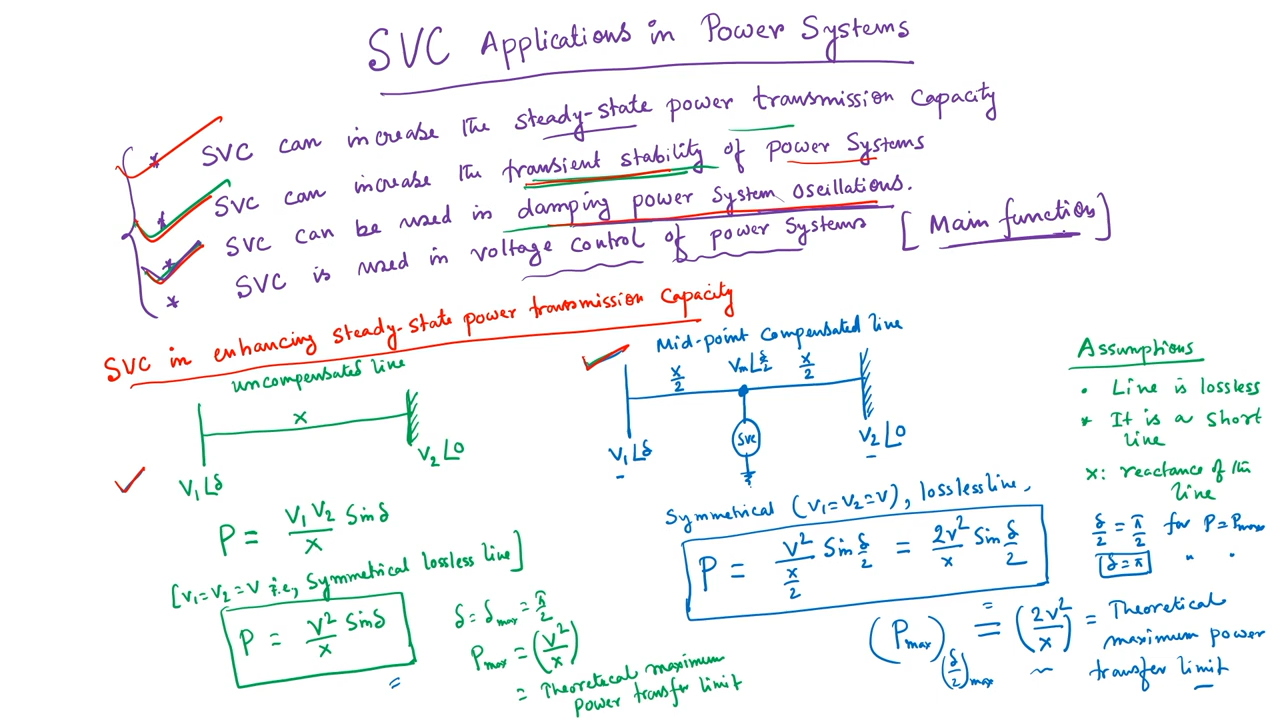 SVC Applications in Power Systems
* SVC can increase the steady-state power transmission capacity
* SVC can increase the transient stability of power Systems
* SVC can be used in damping power system oscillations.
* SVC is used in voltage control of power Systems [Main function]
SVC in enhancing steady-state power transmission capacity
uncompensated line
X
V₁∠δ
V₂∠0
P = V₁V₂/X Sinδ
[V₁=V₂=V i.e, Symmetrical lossless line]
P = V²/X Sinδ
δ = δmax = π/2
Pmax = (V²/X)
= Theoretical maximum
power transfer limit
Mid-point compensated line
X/2 Vm∠δ/2 X/2
SVC
V₁∠δ
V₂∠0
Symmetrical (V₁=V₂=V), lossless line,
P = V²/(X/2) Sin δ/2 = 2V²/X Sin δ/2
(Pmax)(δ/2)max = (2V²/X) = Theoretical
maximum power
transfer limit
Assumptions
• Line is lossless
* It is a short
line
X: reactance of the
line
δ/2 = π/2 for P=Pmax
δ=π " "